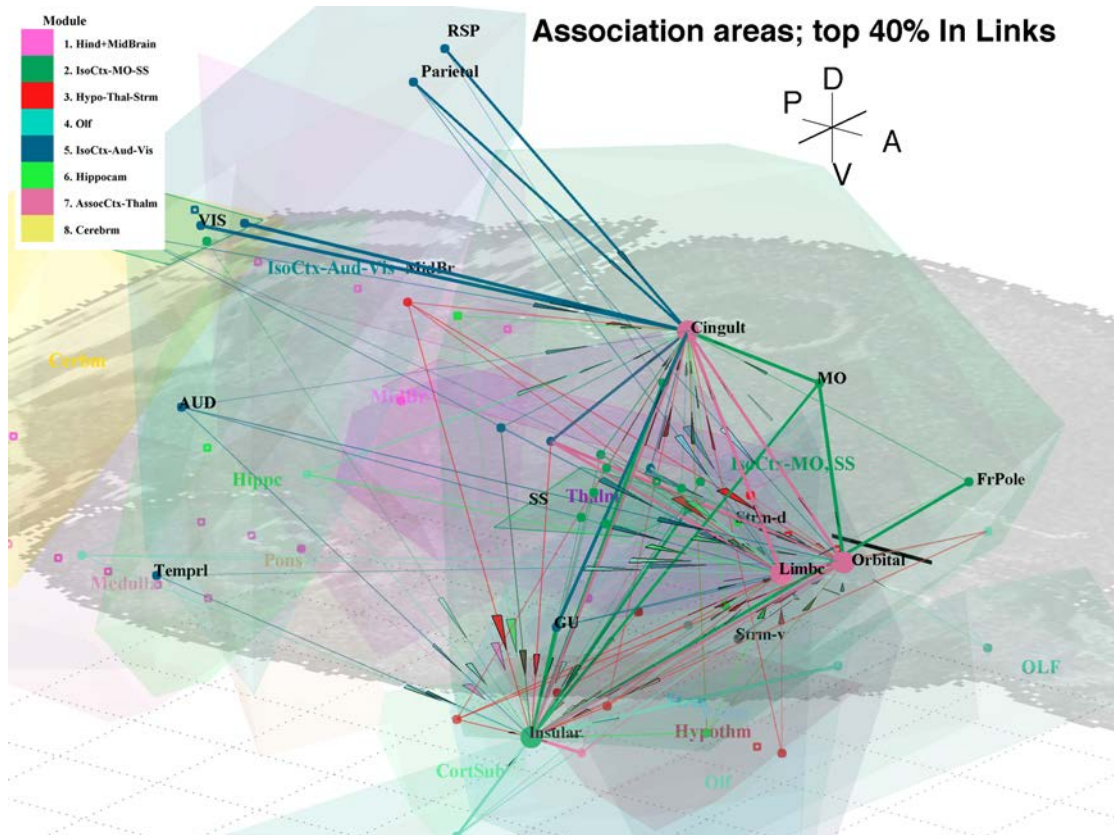 Module
1. Hind+MidBrain
2. IsoCtx-MO-SS
3. Hypo-Thal-Strm
4. Olf
5. IsoCtx-Aud-Vis
6. Hippocam
7. AssocCtx-Thalm
8. Cerebrm
RSP
Association areas; top 40% In Links
Parietal
D
P
A
V
VIS
IsoCtx-Aud-Vis
MidBr
Cingult
MO
MidBr
AUD
Hippc
IsoCtx-MO, SS
FrPole
SS
Thalm
Strm-d
Pons
Medull
Temprl
Limbc
Orbital
GU
Strm-v
OLF
Insular
Hypothm
CortSub
Olf